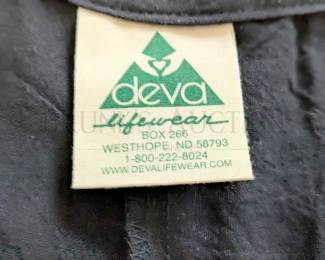 deva
lifewear
BOX 266
WESTHOPE, ND 58793
1-800-222-8024
WWW.DEVALIFEWEAR.COM